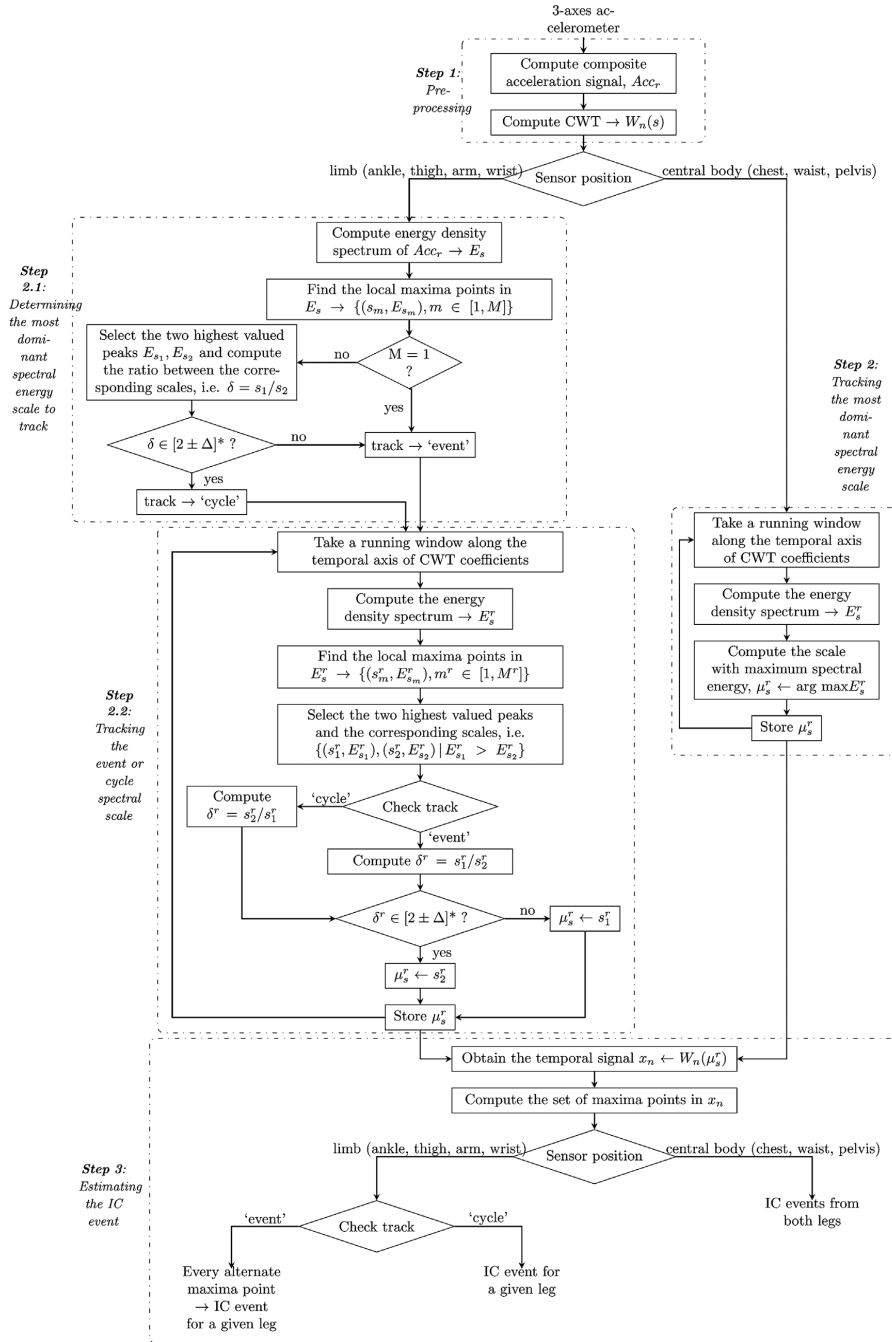 3-axes ac-
celerometer
Step 1:
Pre-
processing
Compute composite
acceleration signal, Acc_r
Compute CWT → W_n(s)
limb (ankle, thigh, arm, wrist)
Sensor position
central body (chest, waist, pelvis)
Step
2.1:
Determining
the most
domi-
nant
spectral
energy
scale to
track
Compute energy density
spectrum of Acc_r → E_s
Find the local maxima points in
E_s → {(s_m, E_{s_m}), m ∈ [1, M]}
Select the two highest valued
peaks E_{s_1}, E_{s_2} and compute
the ratio between the corre-
sponding scales, i.e. δ = s_1/s_2
no
M = 1
?
yes
δ ∈ [2 ± Δ]* ?
no
track → ‘event’
yes
track → ‘cycle’
Step 2:
Tracking
the most
domi-
nant
spectral
energy
scale
Take a running window
along the temporal axis
of CWT coefficients
Compute the energy
density spectrum → E_s^r
Compute the scale
with maximum spectral
energy, μ_s^r ← arg maxE_s^r
Store μ_s^r
Step
2.2:
Tracking
the
event or
cycle
spectral
scale
Take a running window along the
temporal axis of CWT coefficients
Compute the energy
density spectrum → E_s^r
Find the local maxima points in
E_s^r → {(s_m^r, E_{s_m}^r), m^r ∈ [1, M^r]}
Select the two highest valued peaks
and the corresponding scales, i.e.
{(s_1^r, E_{s_1}^r), (s_2^r, E_{s_2}^r) | E_{s_1}^r > E_{s_2}^r}
Compute
δ^r = s_2^r/s_1^r
‘cycle’
Check track
‘event’
Compute δ^r = s_1^r/s_2^r
δ^r ∈ [2 ± Δ]* ?
no
μ_s^r ← s_1^r
yes
μ_s^r ← s_2^r
Store μ_s^r
Step 3:
Estimating
the IC
event
Obtain the temporal signal x_n ← W_n(μ_s^r)
Compute the set of maxima points in x_n
limb (ankle, thigh, arm, wrist)
Sensor position
central body (chest, waist, pelvis)
IC events from
both legs
‘event’
Check track
‘cycle’
Every alternate
maxima point
→ IC event
for a given leg
IC event for
a given leg